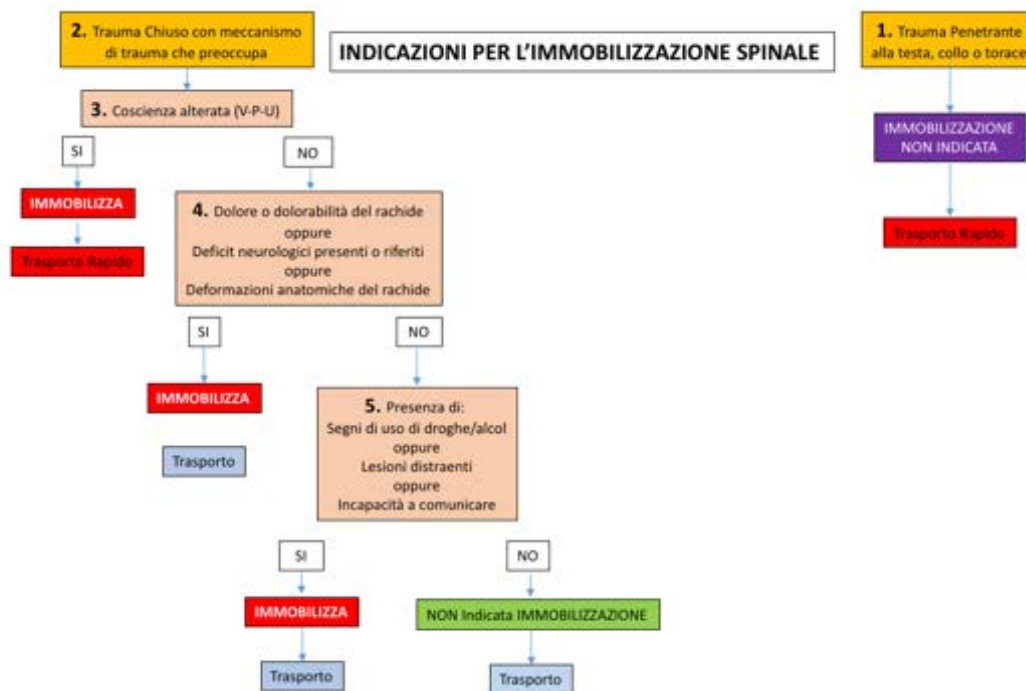 INDICAZIONI PER L'IMMOBILIZZAZIONE SPINALE
2. Trauma Chiuso con meccanismo
di trauma che preoccupa
3. Coscienza alterata (V-P-U)
SI
NO
IMMOBILIZZA
Trasporto Rapido
4. Dolore o dolorabilità del rachide
oppure
Deficit neurologici presenti o riferiti
oppure
Deformazioni anatomiche del rachide
SI
NO
IMMOBILIZZA
Trasporto
5. Presenza di:
Segni di uso di droghe/alcol
oppure
Lesioni distraenti
oppure
Incapacità a comunicare
SI
NO
IMMOBILIZZA
NON Indicata IMMOBILIZZAZIONE
Trasporto
Trasporto
1. Trauma Penetrante
alla testa, collo o torace
IMMOBILIZZAZIONE
NON INDICATA
Trasporto Rapido